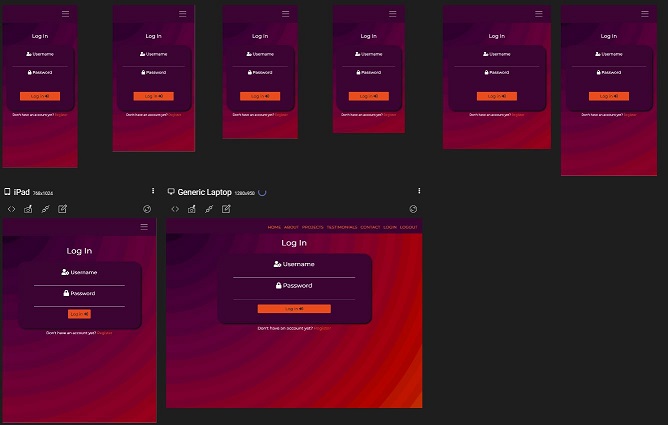 Log In
Username
Password
Log In
Don't have an account yet? Register
Log In
Username
Password
Log In
Don't have an account yet? Register
Log In
Username
Password
Log In
Don't have an account yet? Register
Log In
Username
Password
Log In
Don't have an account yet? Register
Log In
Username
Password
Log In
Don't have an account yet? Register
Log In
Username
Password
Log In
Don't have an account yet? Register
iPad 768x1024
Log In
Username
Password
Log In
Don't have an account yet? Register
Generic Laptop 1280x950
HOME ABOUT PROJECTS TESTIMONIALS CONTACT LOGIN LOGOUT
Log In
Username
Password
Log In
Don't have an account yet? Register